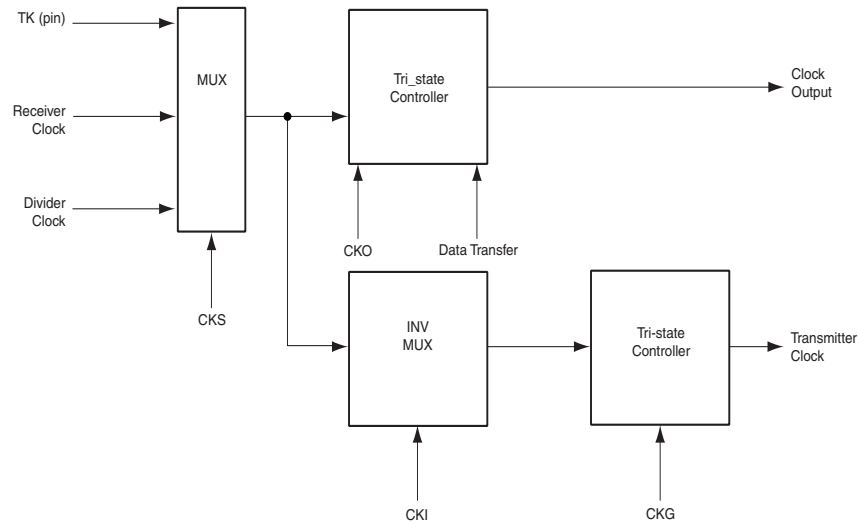 TK (pin)
MUX
Tri_state
Controller
Clock
Output
Receiver
Clock
Divider
Clock
CKO
Data Transfer
CKS
INV
MUX
Tri-state
Controller
Transmitter
Clock
CKI
CKG